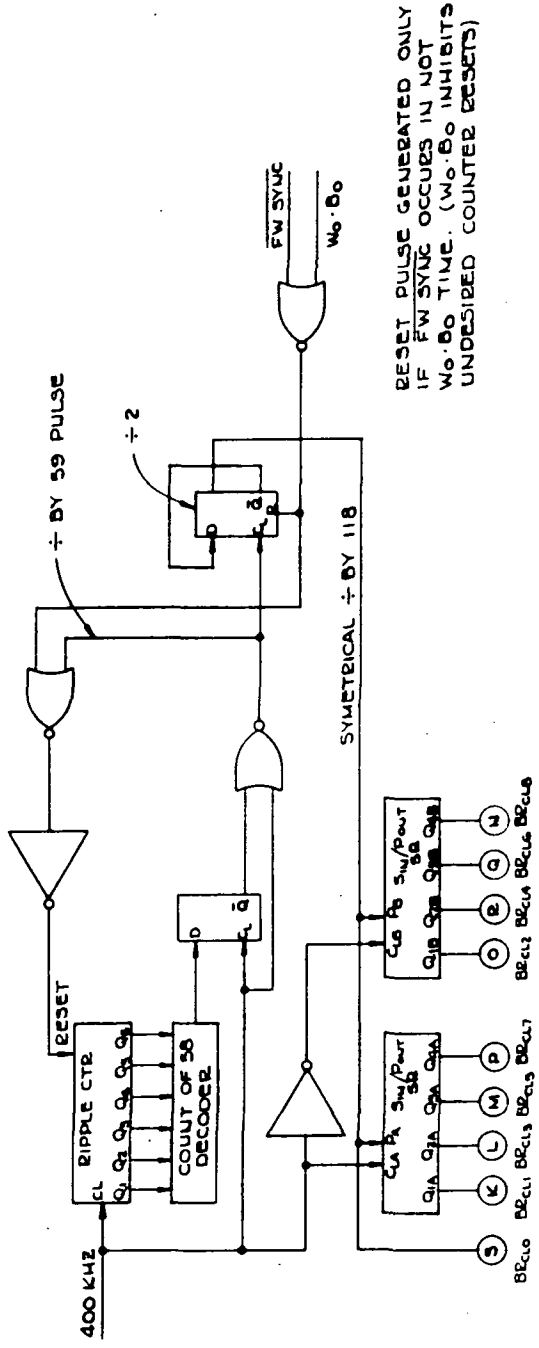 400 KHZ
CL
RIPPLE CTR
RESET
Q1 Q2 Q3 Q4 Q5 Q6
COUNT OF 58
DECODER
D
CL Q̅
÷ BY 59 PULSE
÷ 2
D
CL Q̅
R
FW SYNC
W0·B0
SYMETRICAL ÷ BY 118
CLA PA
SIN/POUT
SR
Q1A Q2A Q3A Q4A
CLB PB
SIN/POUT
SR
Q1B Q2B Q3B Q4B
S K L M P O R Q N
BRCL0 BRCL1 BRCL3 BRCL5 BRCL7 BRCL2 BRCL4 BRCL6 BRCL8
RESET PULSE GENERATED ONLY
IF FW SYNC OCCURS IN NOT
W0·B0 TIME. (W0·B0 INHIBITS
UNDESIRED COUNTER RESETS)